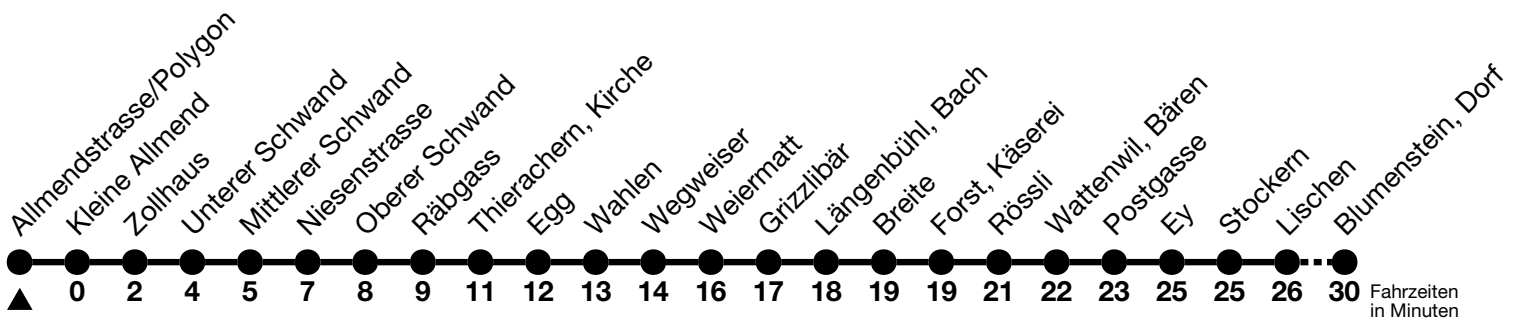 Allmendstrasse/Polygon
Kleine Allmend
Zollhaus
Unterer Schwand
Mittlerer Schwand
Niesenstrasse
Oberer Schwand
Räbgass
Thierachern, Kirche
Egg
Wahlen
Wegweiser
Weiermatt
Grizzlibär
Längenbühl, Bach
Breite
Forst, Käserei
Rössli
Wattenwil, Bären
Postgasse
Ey
Stockern
Lischen
Blumenstein, Dorf
0 2 4 5 7 8 9 11 12 13 14 16 17 18 19 19 21 22 23 25 25 26 30
Fahrzeiten
in Minuten